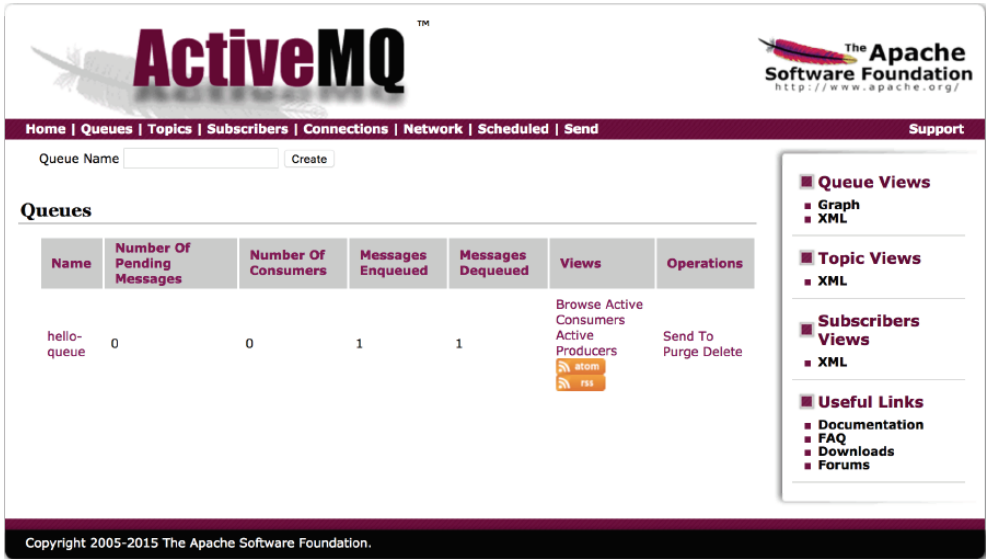 ActiveMQ ™
The Apache
Software Foundation
http://www.apache.org/
Home | Queues | Topics | Subscribers | Connections | Network | Scheduled | Send
Support
Queue Name
Create
Queues
Name
Number Of
Pending
Messages
Number Of
Consumers
Messages
Enqueued
Messages
Dequeued
Views
Operations
hello-
queue
0
0
1
1
Browse Active
Consumers
Active
Producers
atom
rss
Send To
Purge Delete
Queue Views
Graph
XML
Topic Views
XML
Subscribers
Views
XML
Useful Links
Documentation
FAQ
Downloads
Forums
Copyright 2005-2015 The Apache Software Foundation.